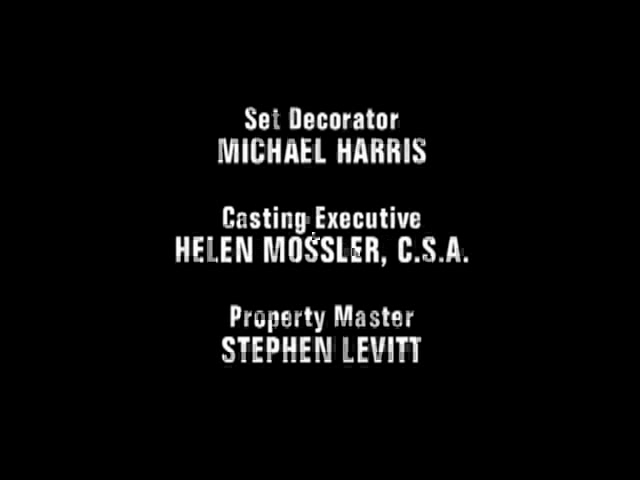 Set Decorator
MICHAEL HARRIS
Casting Executive
HELEN MOSSLER, C.S.A.
Property Master
STEPHEN LEVITT